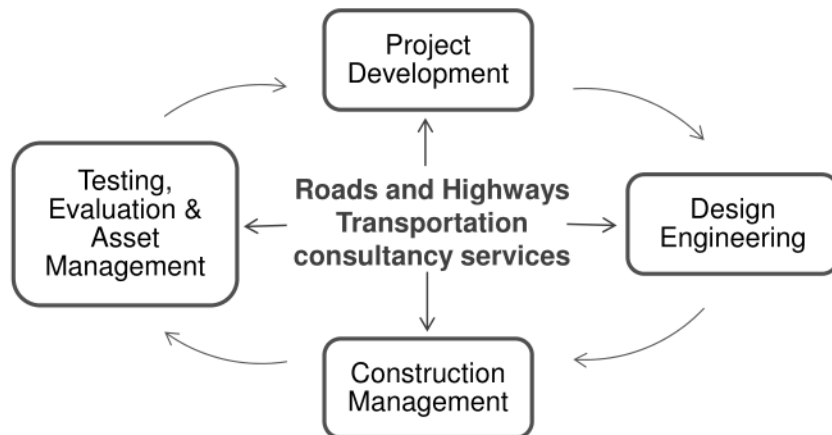 Project
Development
Testing,
Evaluation &
Asset
Management
Roads and Highways
Transportation
consultancy services
Design
Engineering
Construction
Management